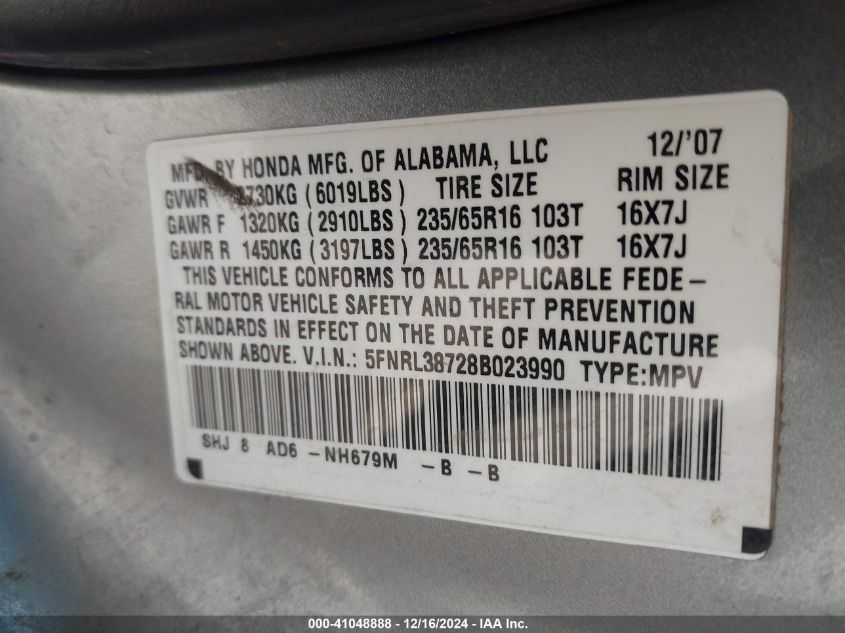 MFD. BY HONDA MFG. OF ALABAMA, LLC 12/'07
GVWR 2730KG (6019LBS) TIRE SIZE RIM SIZE
GAWR F 1320KG (2910LBS) 235/65R16 103T 16X7J
GAWR R 1450KG (3197LBS) 235/65R16 103T 16X7J
THIS VEHICLE CONFORMS TO ALL APPLICABLE FEDE-
RAL MOTOR VEHICLE SAFETY AND THEFT PREVENTION
STANDARDS IN EFFECT ON THE DATE OF MANUFACTURE
SHOWN ABOVE. V.I.N.: 5FNRL38728B023990 TYPE:MPV
SHJ 8 AD6 -NH679M -B -B
000-41048888 - 12/16/2024 - IAA Inc.